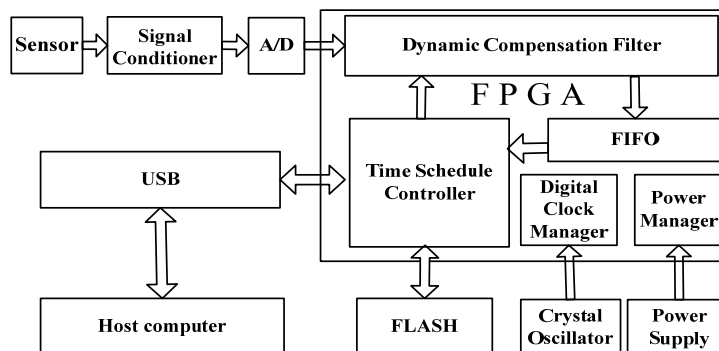 Sensor
Signal
Conditioner
A/D
Dynamic Compensation Filter
F P G A
FIFO
USB
Time Schedule
Controller
Digital
Clock
Manager
Power
Manager
Host computer
FLASH
Crystal
Oscillator
Power
Supply